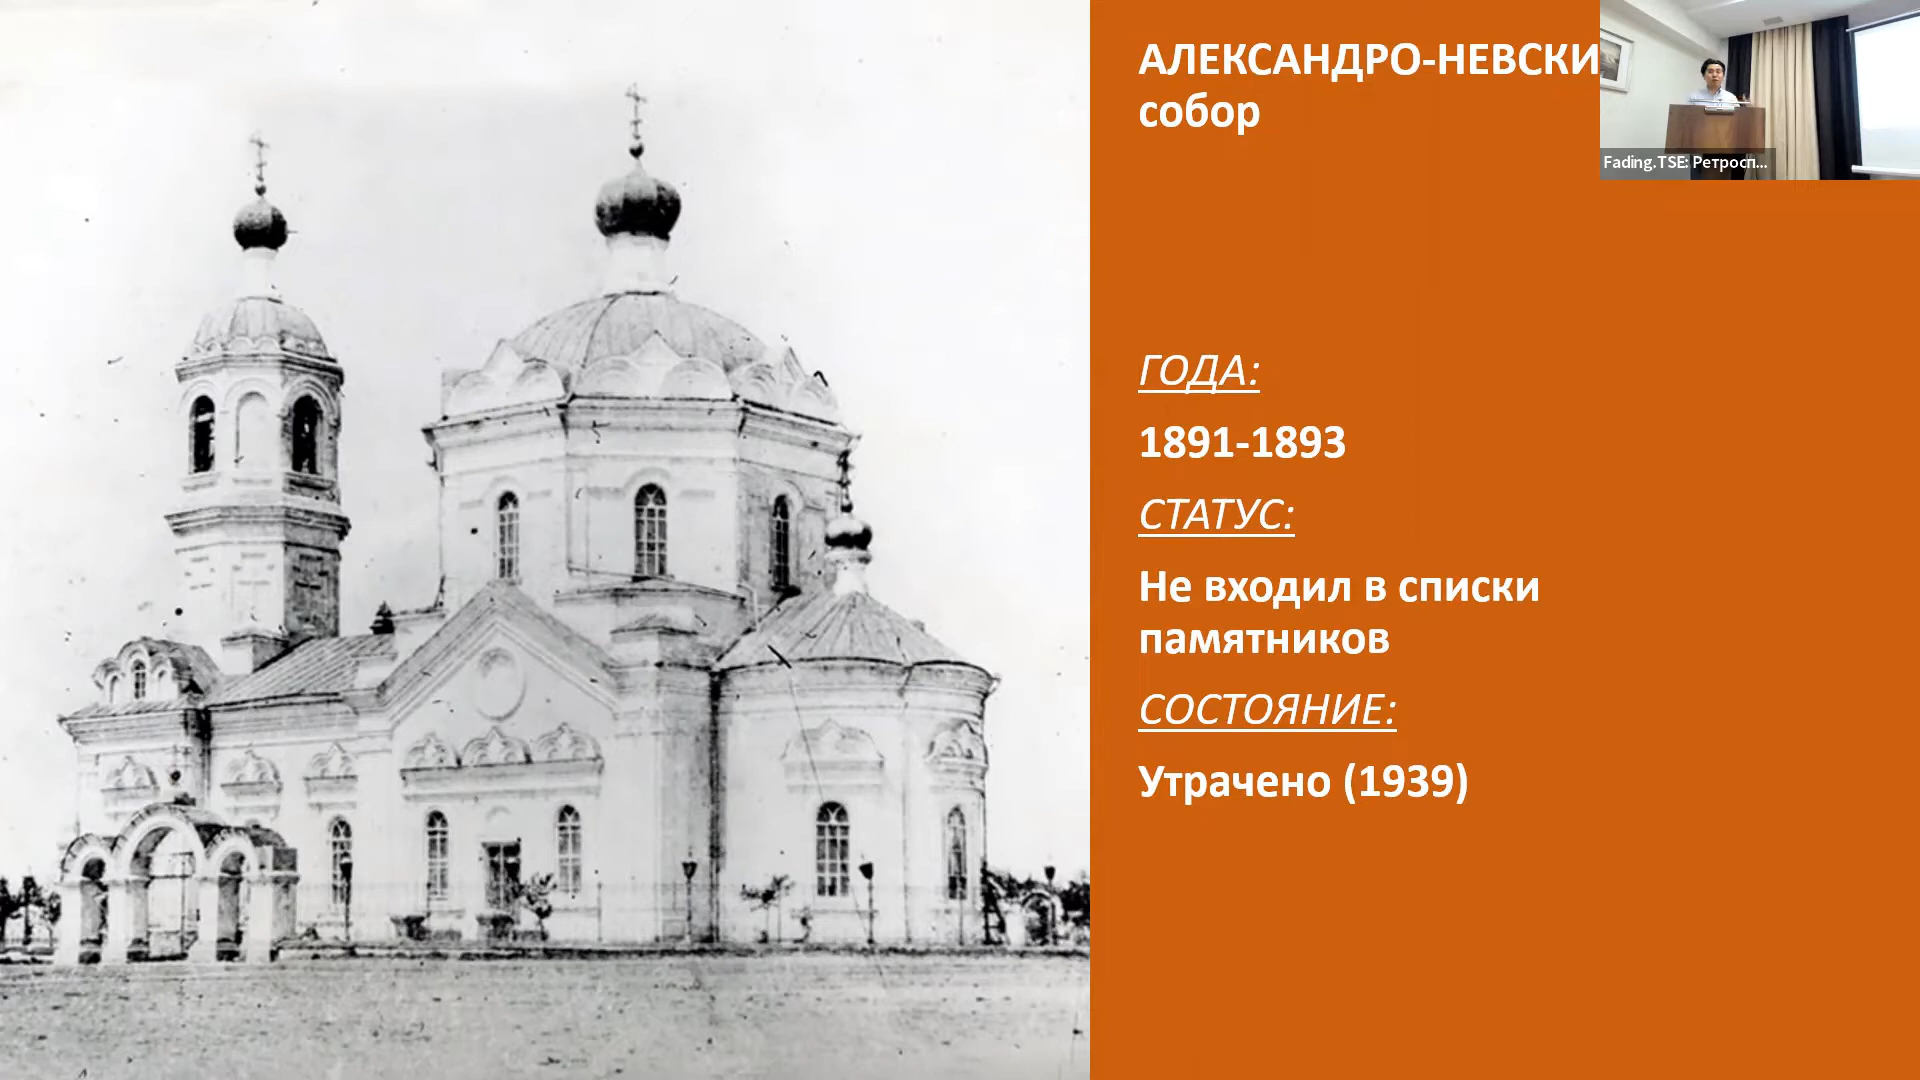 АЛЕКСАНДРО-НЕВСКИ
собор
Fading.TSE: Ретросп...
ГОДА:
1891-1893
СТАТУС:
Не входил в списки
памятников
СОСТОЯНИЕ:
Утрачено (1939)